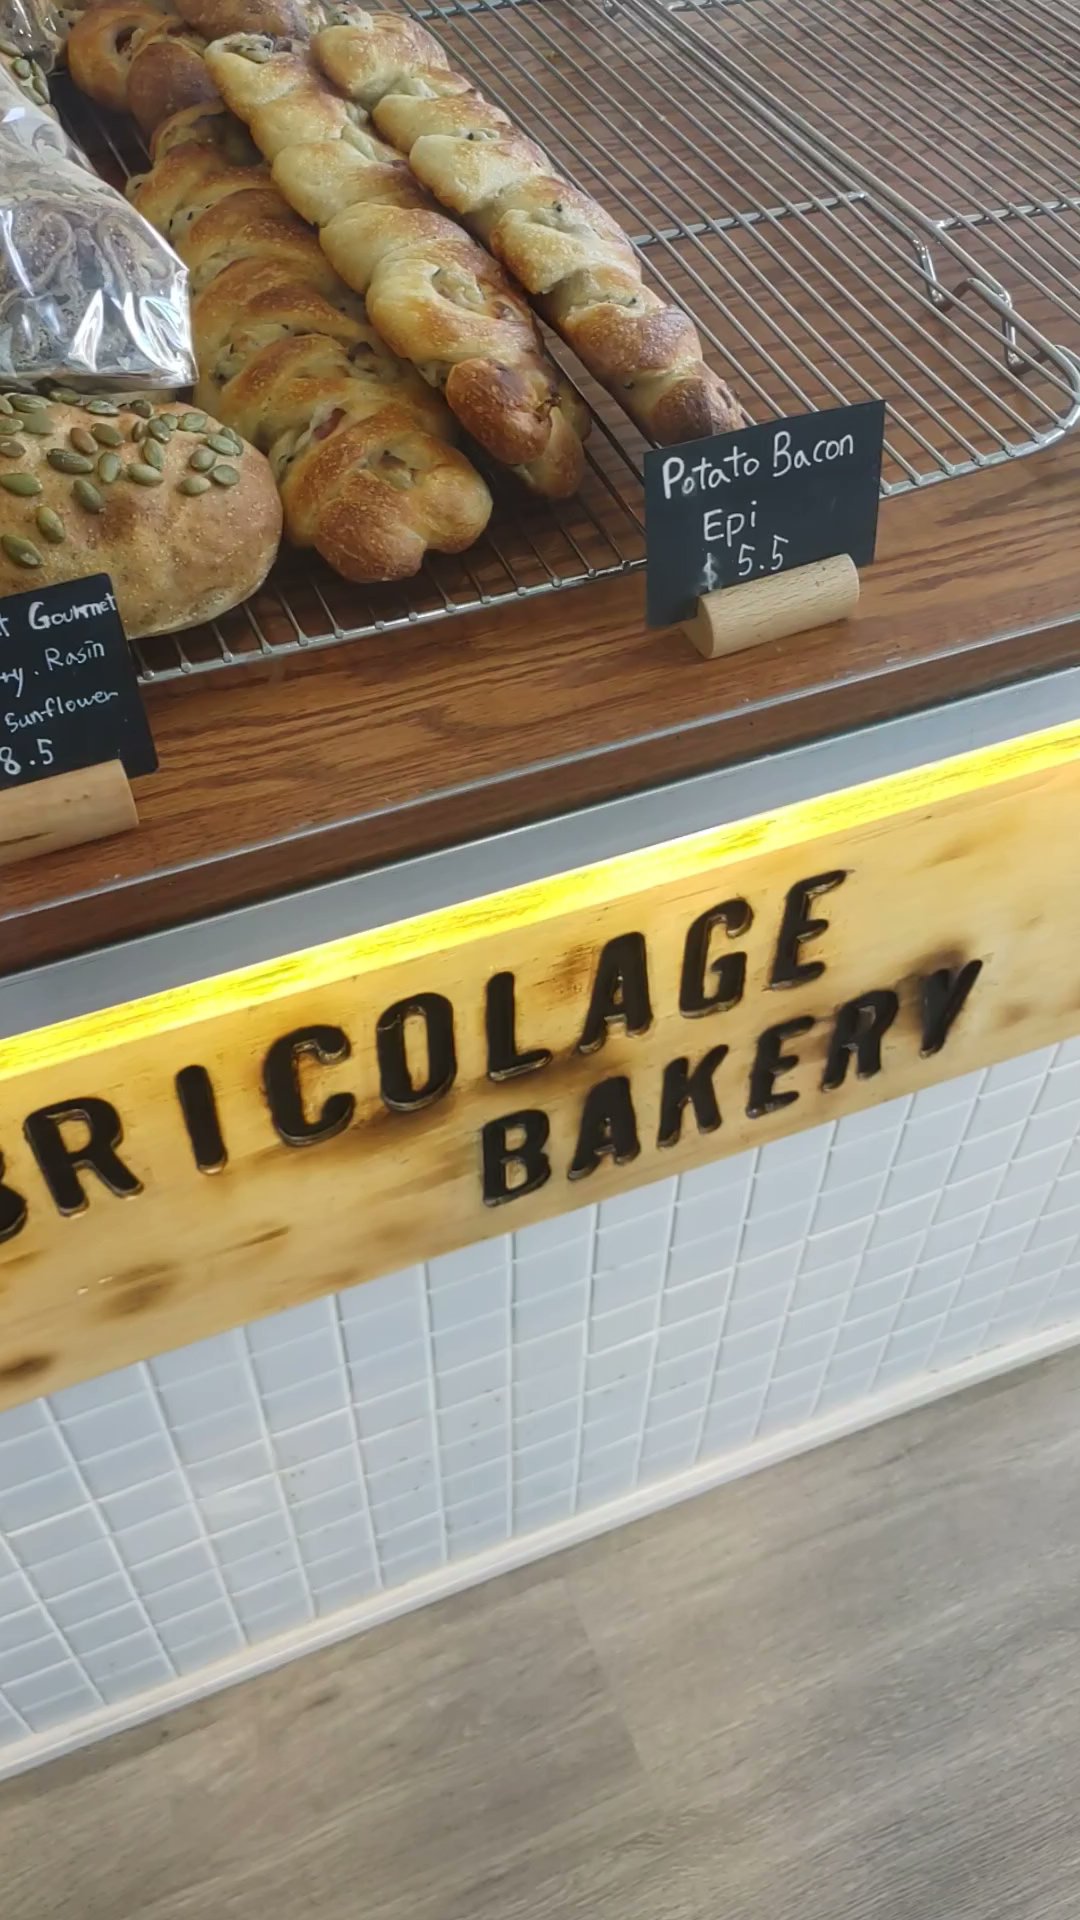 Potato Bacon
Epi
$ 5.5
Gourmet
Rasin
Sunflower
8.5
BRICOLAGE
BAKERY